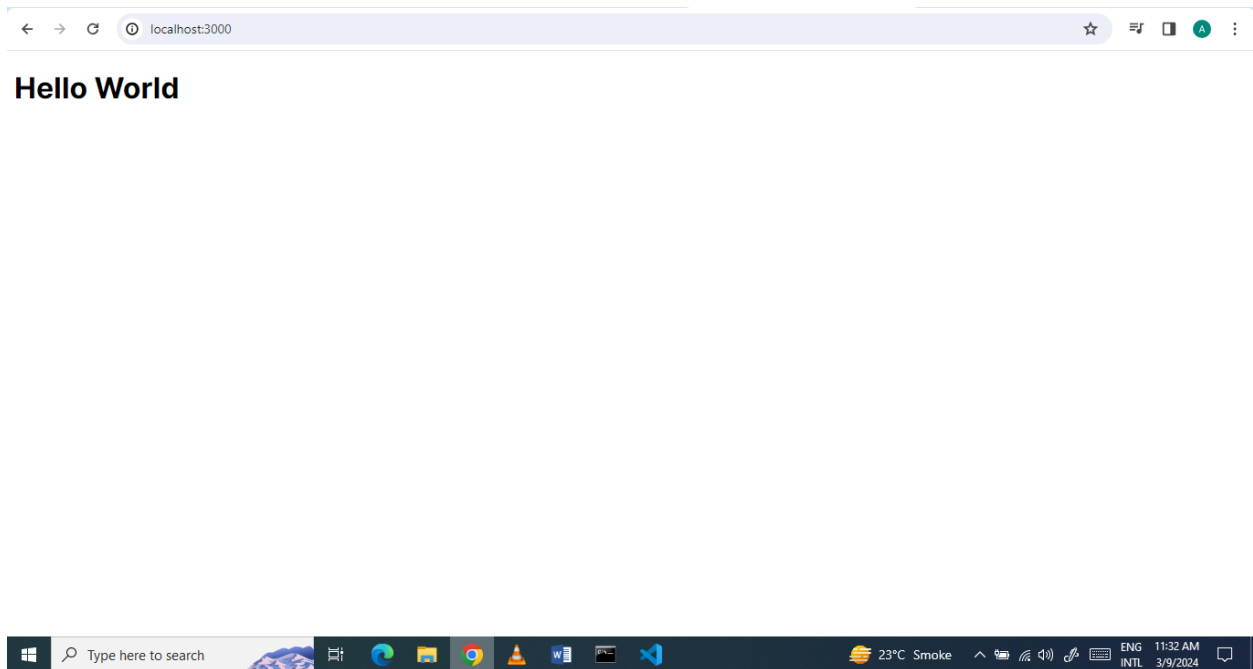 localhost:3000
A
Hello World
Type here to search
23°C Smoke
ENG
INTL
11:32 AM
3/9/2024